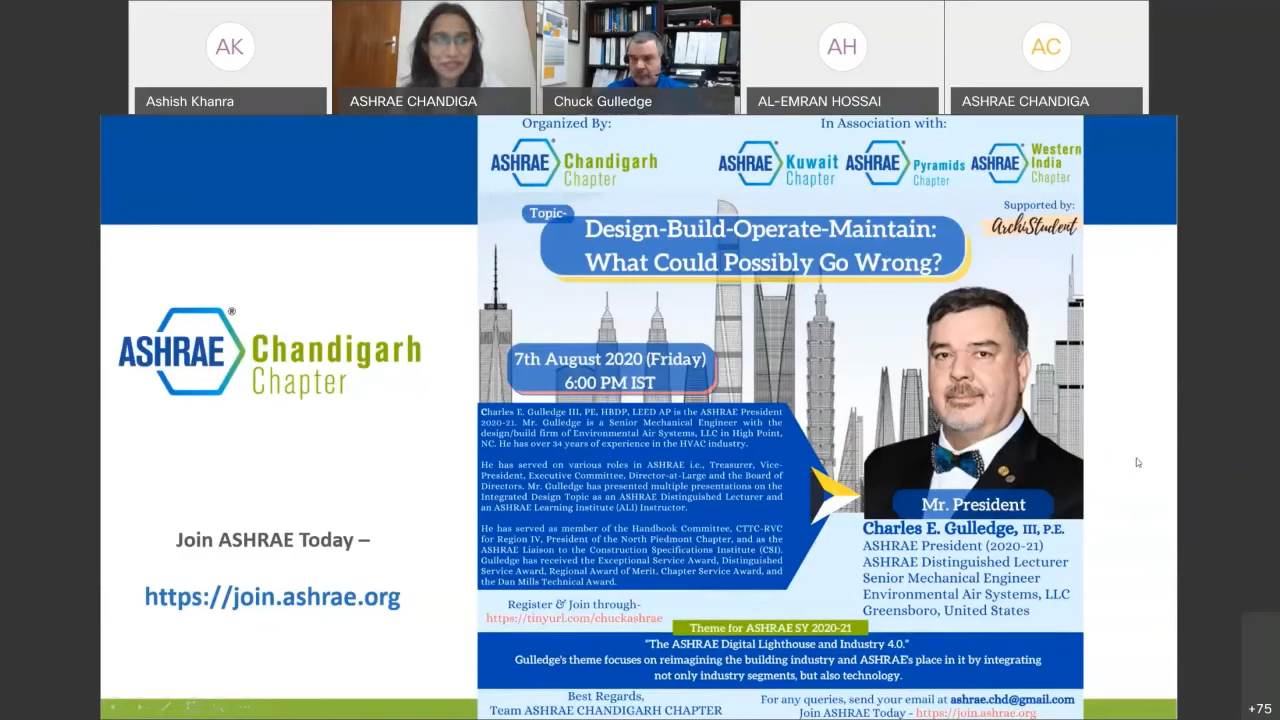 AK
AH
AC
Ashish Khanra
ASHRAE CHANDIGA
Chuck Gulledge
AL-EMRAN HOSSAI
ASHRAE CHANDIGA
Organized By:
In Association with:
ASHRAE® Chandigarh Chapter
ASHRAE® Kuwait Chapter
ASHRAE® Pyramids Chapter
ASHRAE® Western India Chapter
Supported by:
ArchiStudent
Topic-
Design-Build-Operate-Maintain:
What Could Possibly Go Wrong?
7th August 2020 (Friday)
6:00 PM IST
ASHRAE® Chandigarh
Chapter
Join ASHRAE Today –
https://join.ashrae.org
Charles E. Gulledge III, PE, HBDP, LEED AP is the ASHRAE President
2020-21. Mr. Gulledge is a Senior Mechanical Engineer with the
design/build firm of Environmental Air Systems, LLC in High Point,
NC. He has over 34 years of experience in the HVAC industry.
He has served on various roles in ASHRAE i.e., Treasurer, Vice-
President, Executive Committee, Director-at-Large and the Board of
Directors. Mr. Gulledge has presented multiple presentations on the
Integrated Design Topic as an ASHRAE Distinguished Lecturer and
an ASHRAE Learning Institute (ALI) Instructor.
He has served as member of the Handbook Committee, CTTC-RVC
for Region IV, President of the North Piedmont Chapter, and as the
ASHRAE Liaison to the Construction Specifications Institute (CSI).
Gulledge has received the Exceptional Service Award, Distinguished
Service Award, Regional Award of Merit, Chapter Service Award, and
the Dan Mills Technical Award.
Mr. President
Charles E. Gulledge, III, P.E.
ASHRAE President (2020-21)
ASHRAE Distinguished Lecturer
Senior Mechanical Engineer
Environmental Air Systems, LLC
Greensboro, United States
Register & Join through-
https://tinyurl.com/chuckashrae
Theme for ASHRAE SY 2020-21
"The ASHRAE Digital Lighthouse and Industry 4.0."
Gulledge's theme focuses on reimagining the building industry and ASHRAE's place in it by integrating
not only industry segments, but also technology.
Best Regards,
Team ASHRAE CHANDIGARH CHAPTER
For any queries, send your email at ashrae.chd@gmail.com
Join ASHRAE Today - https://join.ashrae.org
+75